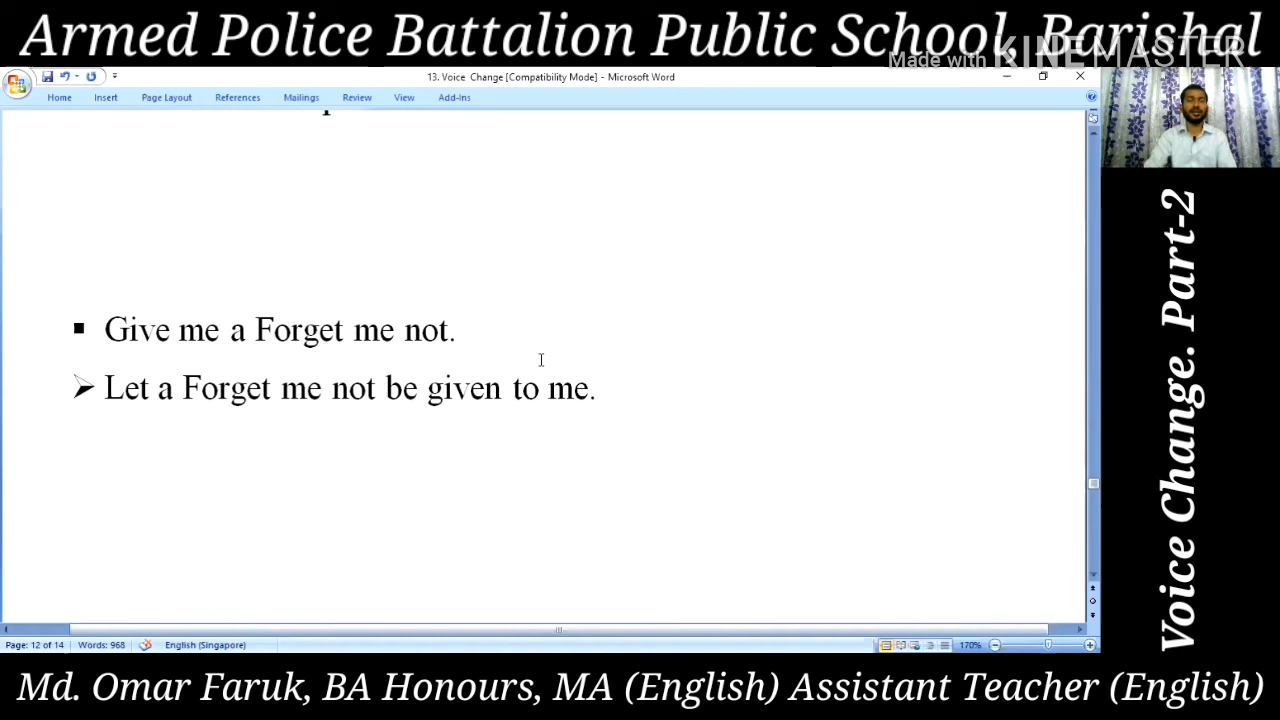 Armed Police Battalion Public School, Barishal
Made with KINEMASTER
13. Voice Change [Compatibility Mode] - Microsoft Word
Home Insert Page Layout References Mailings Review View Add-Ins
▪ Give me a Forget me not.
➢ Let a Forget me not be given to me.
Voice Change. Part-2
Page: 12 of 14 Words: 968 English (Singapore) 170%
Md. Omar Faruk, BA Honours, MA (English) Assistant Teacher (English)